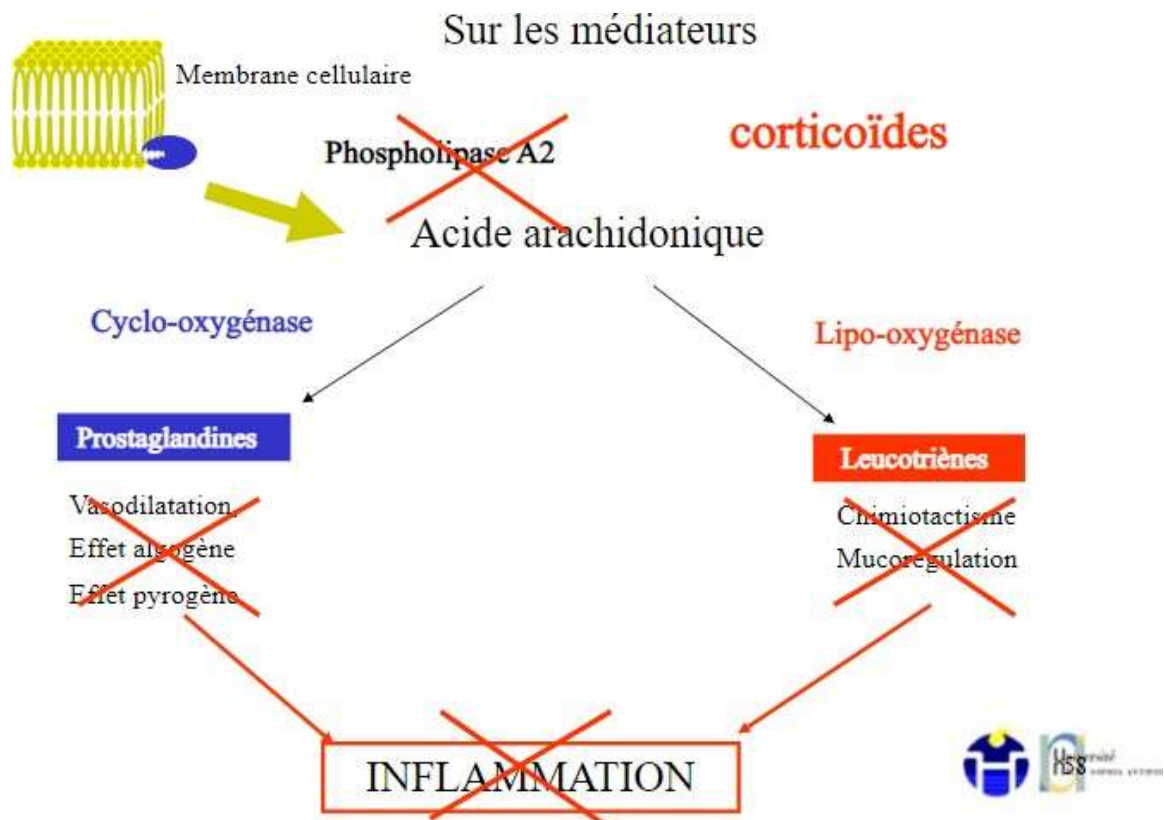 Sur les médiateurs
Membrane cellulaire
corticoïdes
Phospholipase A2
Acide arachidonique
Cyclo-oxygénase
Lipo-oxygénase
Prostaglandines
Leucotriènes
Vasodilatation,
Effet algogène
Effet pyrogène
Chimiotactisme
Mucorégulation
INFLAMMATION